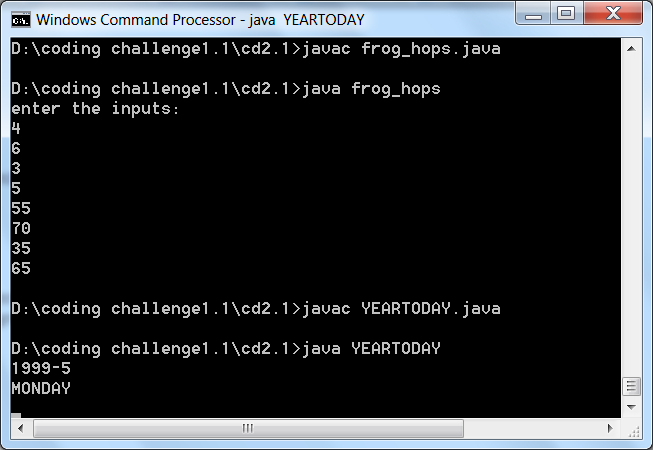 Windows Command Processor - java  YEARTODAY
D:\coding challenge1.1\cd2.1>javac frog_hops.java
D:\coding challenge1.1\cd2.1>java frog_hops
enter the inputs:
4
6
3
5
55
70
35
65
D:\coding challenge1.1\cd2.1>javac YEARTODAY.java
D:\coding challenge1.1\cd2.1>java YEARTODAY
1999-5
MONDAY